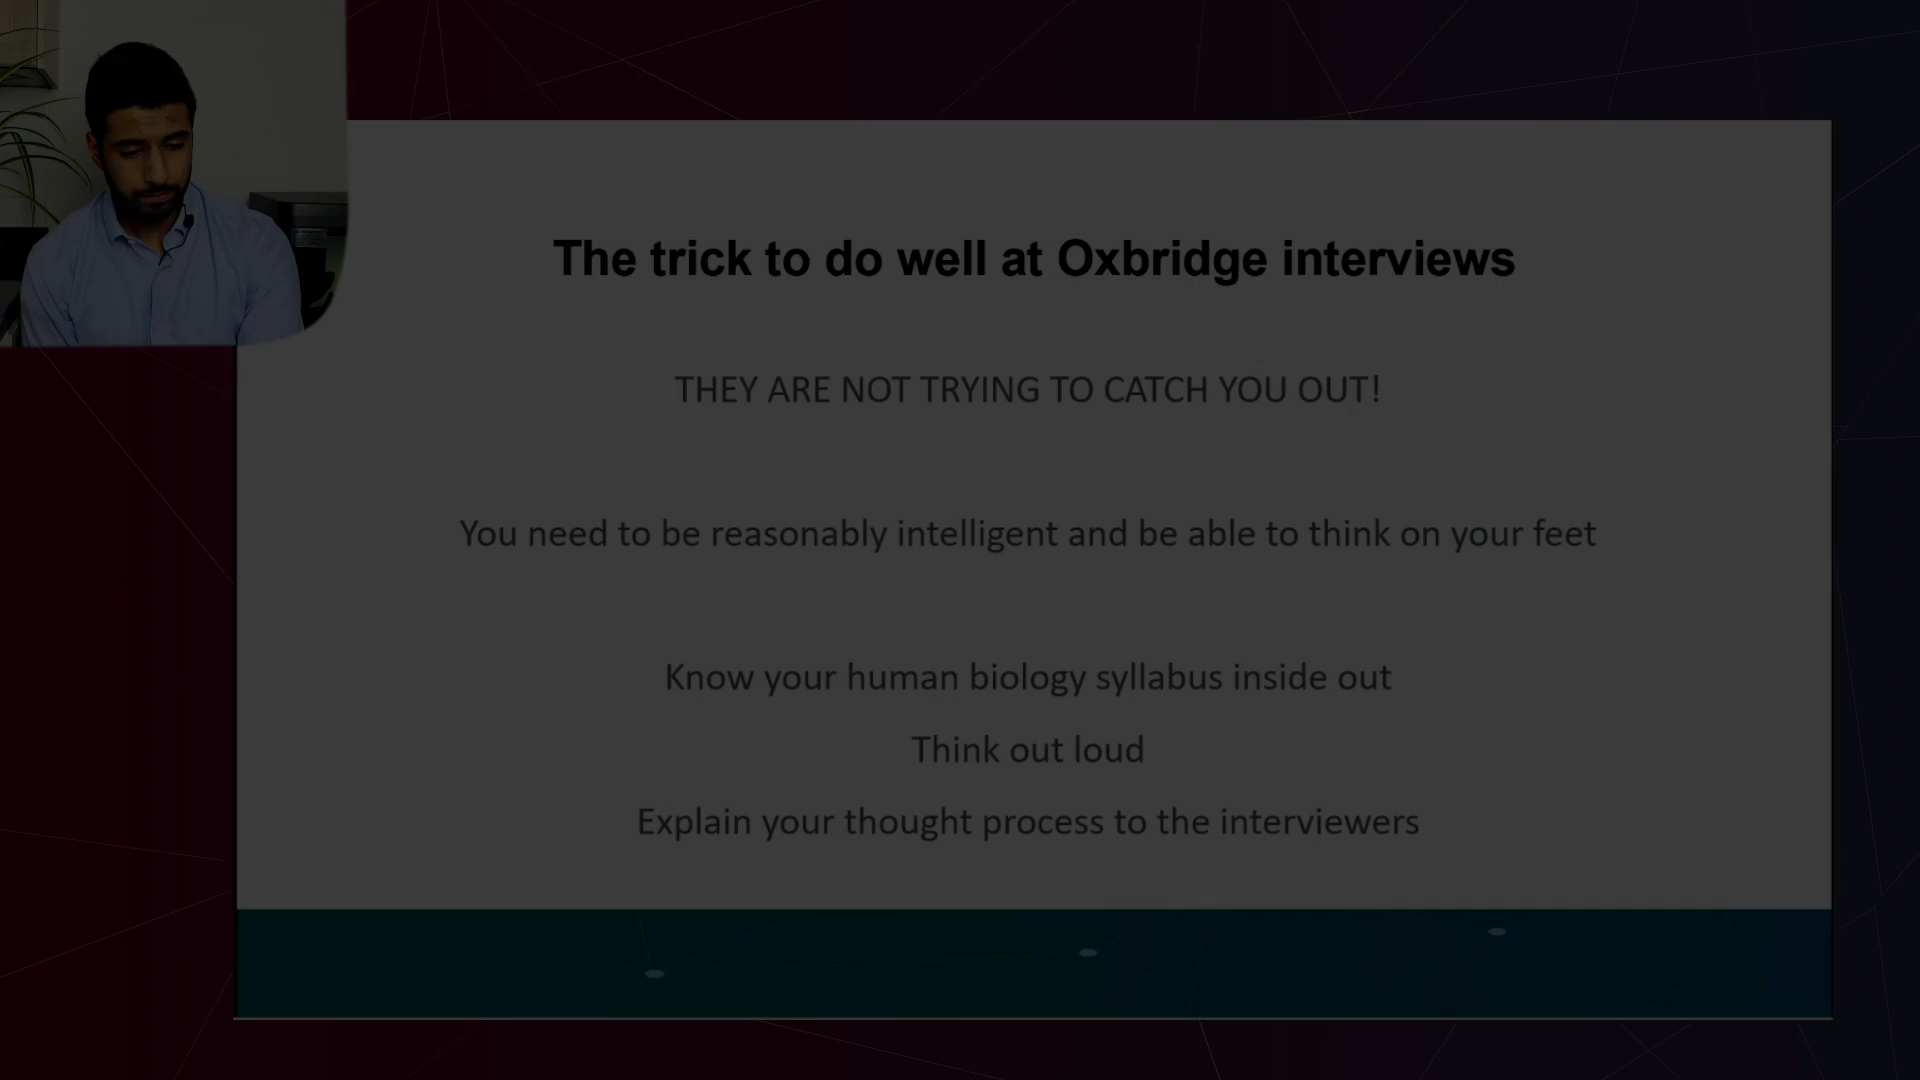 The trick to do well at Oxbridge interviews
THEY ARE NOT TRYING TO CATCH YOU OUT!
You need to be reasonably intelligent and be able to think on your feet
Know your human biology syllabus inside out
Think out loud
Explain your thought process to the interviewers